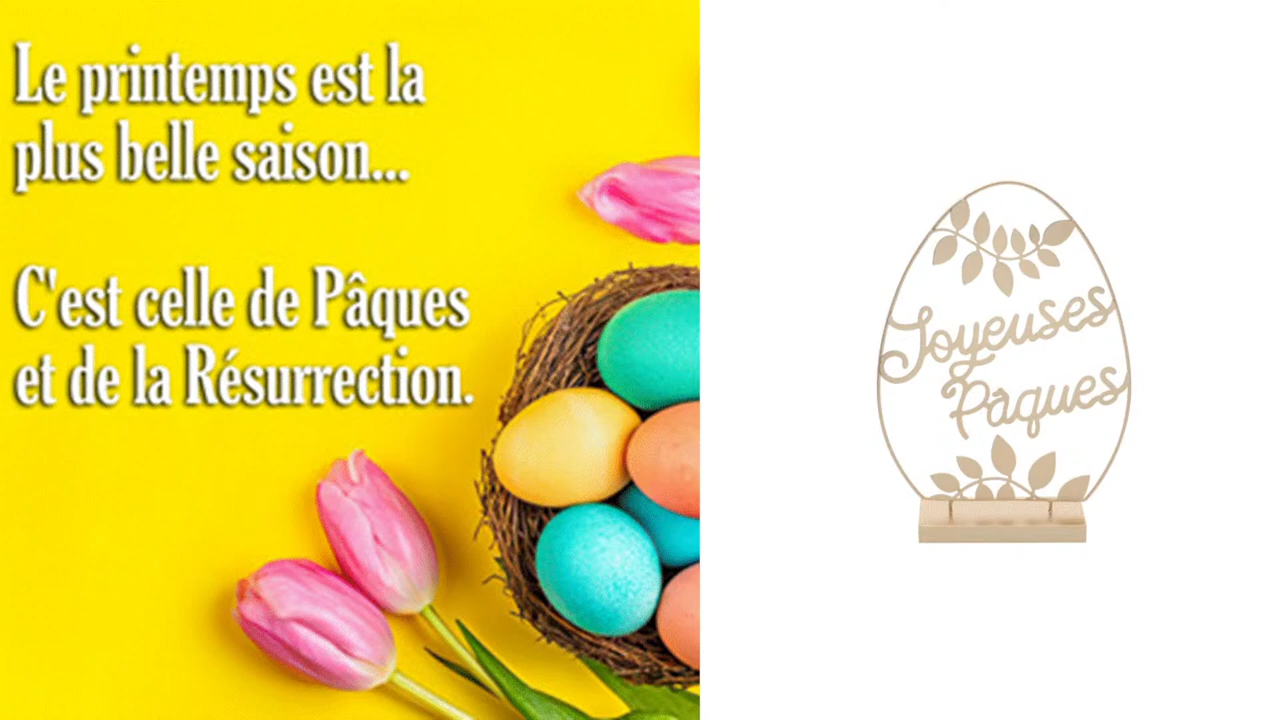 Le printemps est la
plus belle saison...
C'est celle de Pâques
et de la Résurrection.
Joyeuses
Pâques